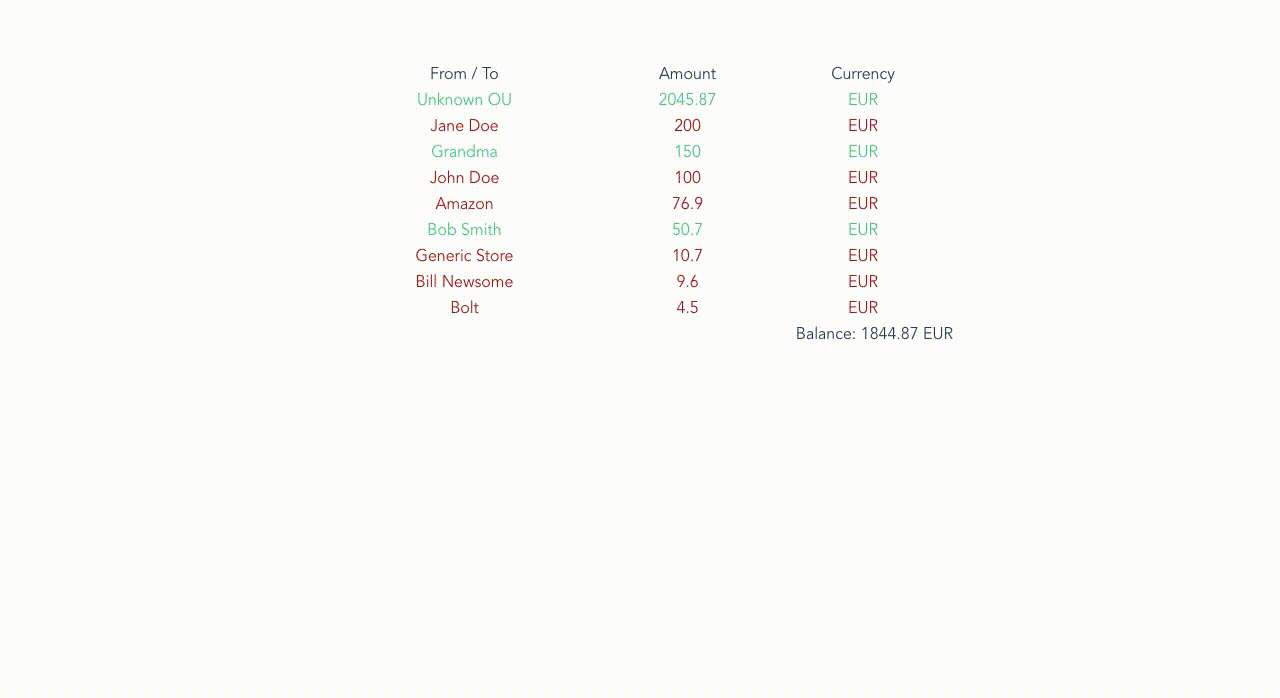 From / To Amount Currency
Unknown OU 2045.87 EUR
Jane Doe 200 EUR
Grandma 150 EUR
John Doe 100 EUR
Amazon 76.9 EUR
Bob Smith 50.7 EUR
Generic Store 10.7 EUR
Bill Newsome 9.6 EUR
Bolt 4.5 EUR
Balance: 1844.87 EUR